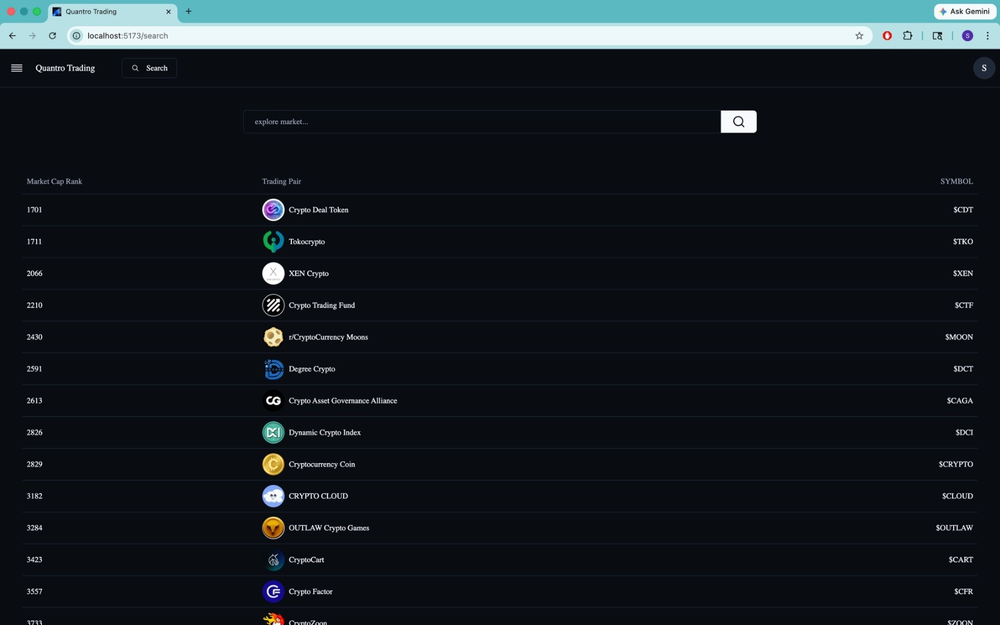 Quantro Trading
Ask Gemini
localhost:5173/search
S
Quantro Trading
Search
S
explore market...
Market Cap Rank Trading Pair SYMBOL
1701 Crypto Deal Token $CDT
1711 Tokocrypto $TKO
2066 X XEN Crypto $XEN
2210 Crypto Trading Fund $CTF
2430 r/CryptoCurrency Moons $MOON
2591 DEGREE Degree Crypto $DCT
2613 CG Crypto Asset Governance Alliance $CAGA
2826 DCI Dynamic Crypto Index $DCI
2829 Cryptocurrency Coin $CRYPTO
3182 CRYPTO CLOUD $CLOUD
3284 OUTLAW Crypto Games $OUTLAW
3423 CryptoCart $CART
3557 Crypto Factor $CFR
3733 CryptoZoon $ZOON